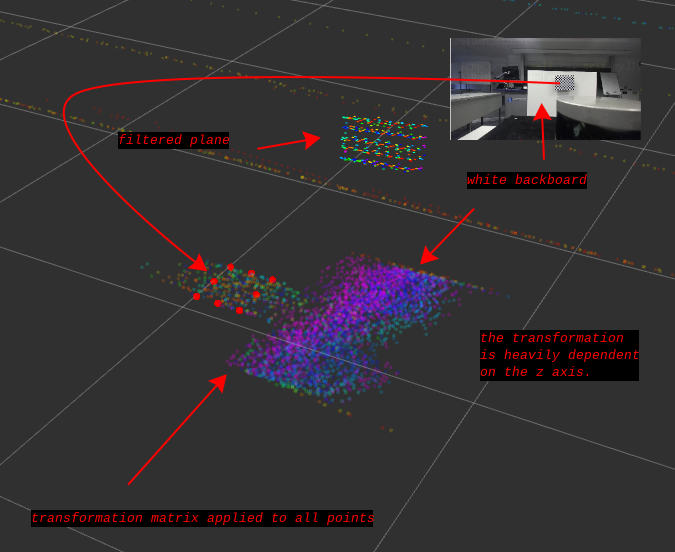 filtered plane
white backboard
the transformation
is heavily dependent
on the z axis.
transformation matrix applied to all points